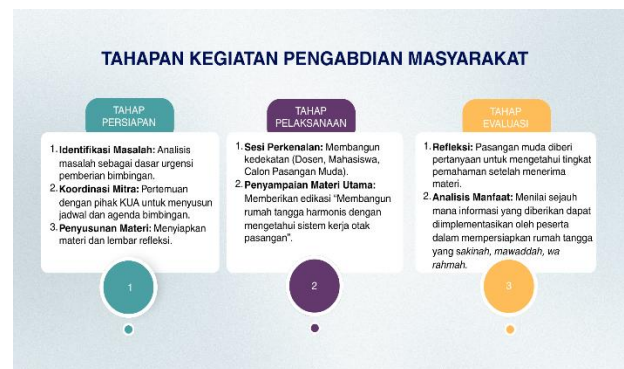 TAHAPAN KEGIATAN PENGABDIAN MASYARAKAT
TAHAP
PERSIAPAN
1. Identifikasi Masalah: Analisis
masalah sebagai dasar urgensi
pemberian bimbingan.
2. Koordinasi Mitra: Pertemuan
dengan pihak KUA untuk menyusun
jadwal dan agenda bimbingan.
3. Penyusunan Materi: Menyiapkan
materi dan lembar refleksi.
1
TAHAP
PELAKSANAAN
1. Sesi Perkenalan: Membangun
kedekatan (Dosen, Mahasiswa,
Calon Pasangan Muda).
2. Penyampaian Materi Utama:
Memberikan edikasi “Membangun
rumah tangga harmonis dengan
mengetahui sistem kerja otak
pasangan”.
2
TAHAP
EVALUASI
1. Refleksi: Pasangan muda diberi
pertanyaan untuk mengetahui tingkat
pemahaman setelah menerima
materi.
2. Analisis Manfaat: Menilai sejauh
mana informasi yang diberikan dapat
diimplementasikan oleh peserta
dalam mempersiapkan rumah tangga
yang sakinah, mawaddah, wa
rahmah.
3